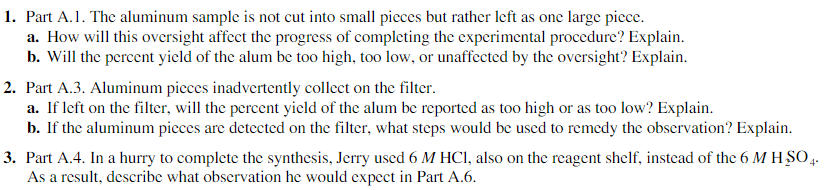 1. Part A.1. The aluminum sample is not cut into small pieces but rather left as one large piece.
a. How will this oversight affect the progress of completing the experimental procedure? Explain.
b. Will the percent yield of the alum be too high, too low, or unaffected by the oversight? Explain.
2. Part A.3. Aluminum pieces inadvertently collect on the filter.
a. If left on the filter, will the percent yield of the alum be reported as too high or as too low? Explain.
b. If the aluminum pieces are detected on the filter, what steps would be used to remedy the observation? Explain.
3. Part A.4. In a hurry to complete the synthesis, Jerry used 6 M HCl, also on the reagent shelf, instead of the 6 M H₂SO₄.
As a result, describe what observation he would expect in Part A.6.